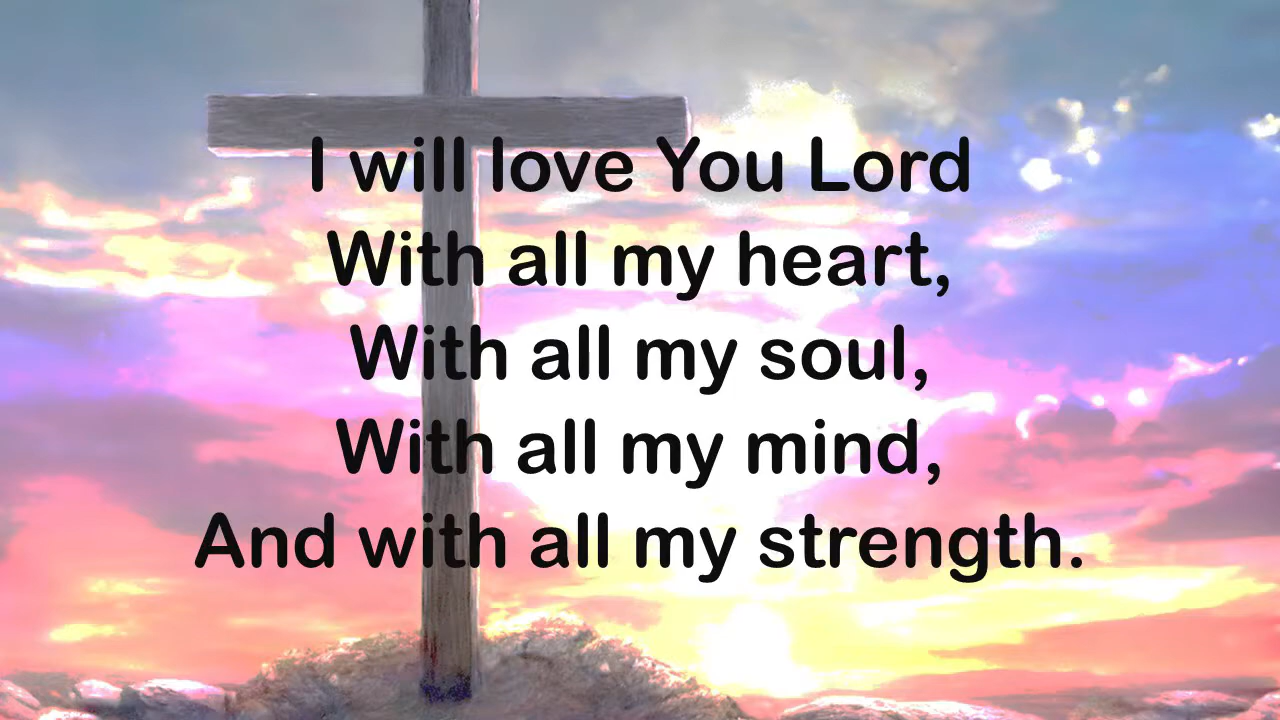 I will love You Lord
With all my heart,
With all my soul,
With all my mind,
And with all my strength.